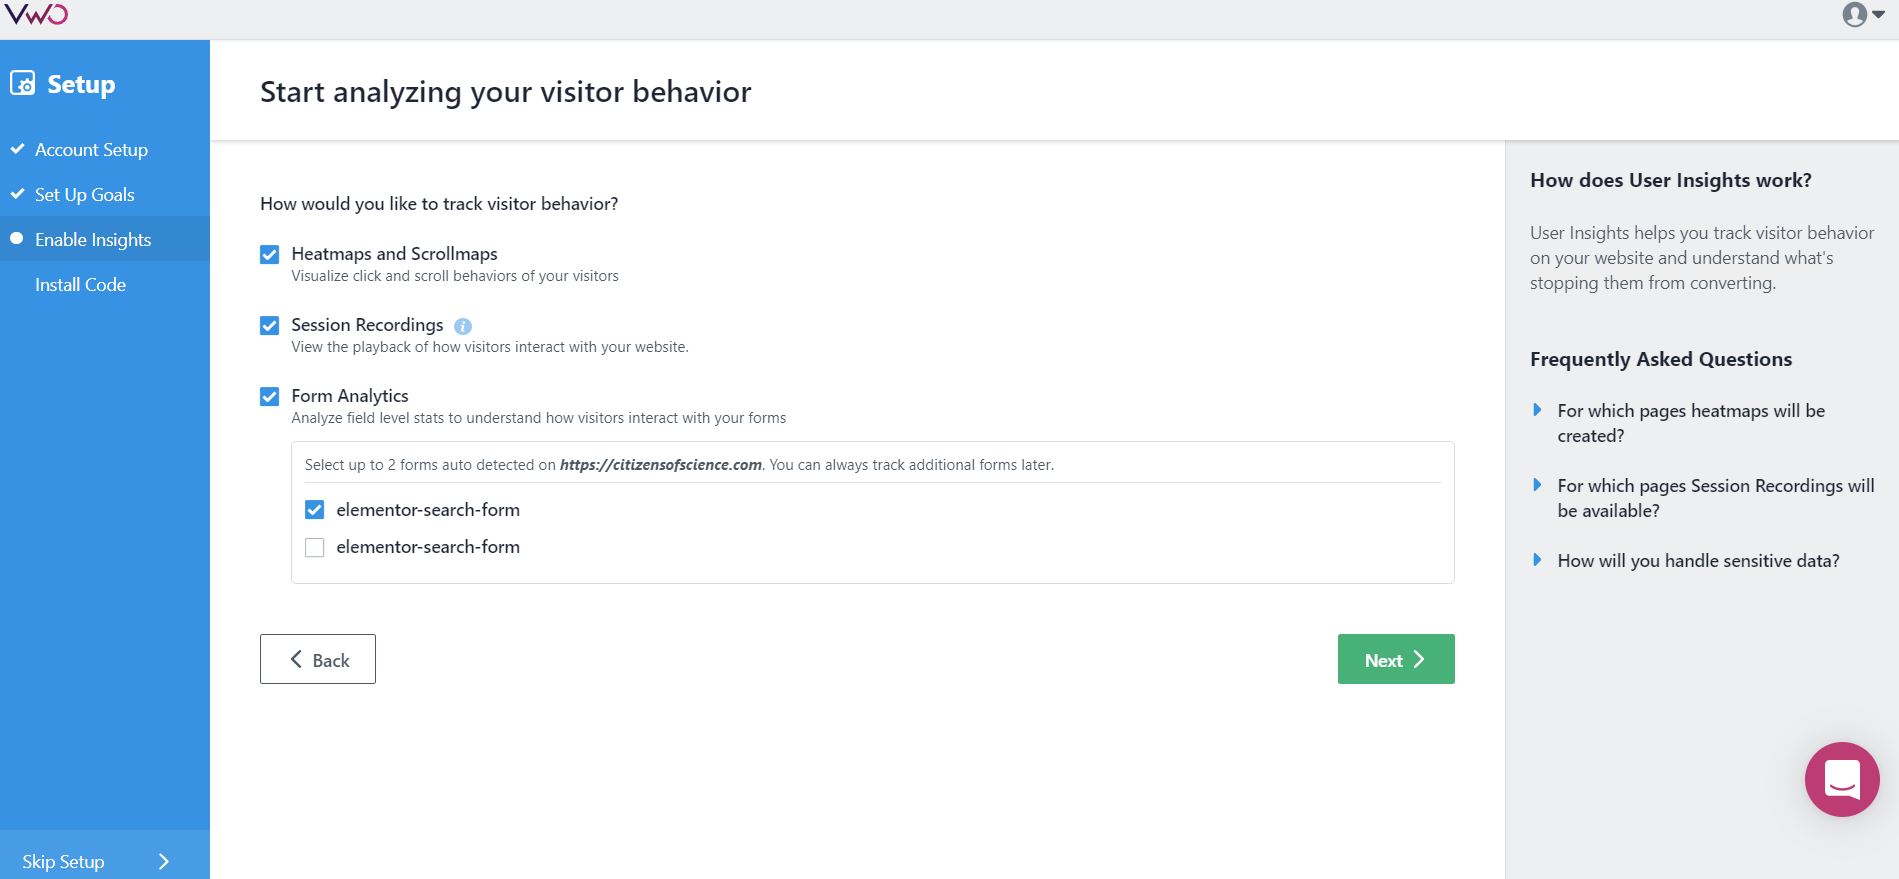 VWO
Setup
Account Setup
Set Up Goals
Enable Insights
Install Code
Skip Setup
Start analyzing your visitor behavior
How would you like to track visitor behavior?
Heatmaps and Scrollmaps
Visualize click and scroll behaviors of your visitors
Session Recordings i
View the playback of how visitors interact with your website.
Form Analytics
Analyze field level stats to understand how visitors interact with your forms
Select up to 2 forms auto detected on https://citizensofscience.com. You can always track additional forms later.
elementor-search-form
elementor-search-form
Back
Next
How does User Insights work?
User Insights helps you track visitor behavior
on your website and understand what's
stopping them from converting.
Frequently Asked Questions
For which pages heatmaps will be
created?
For which pages Session Recordings will
be available?
How will you handle sensitive data?